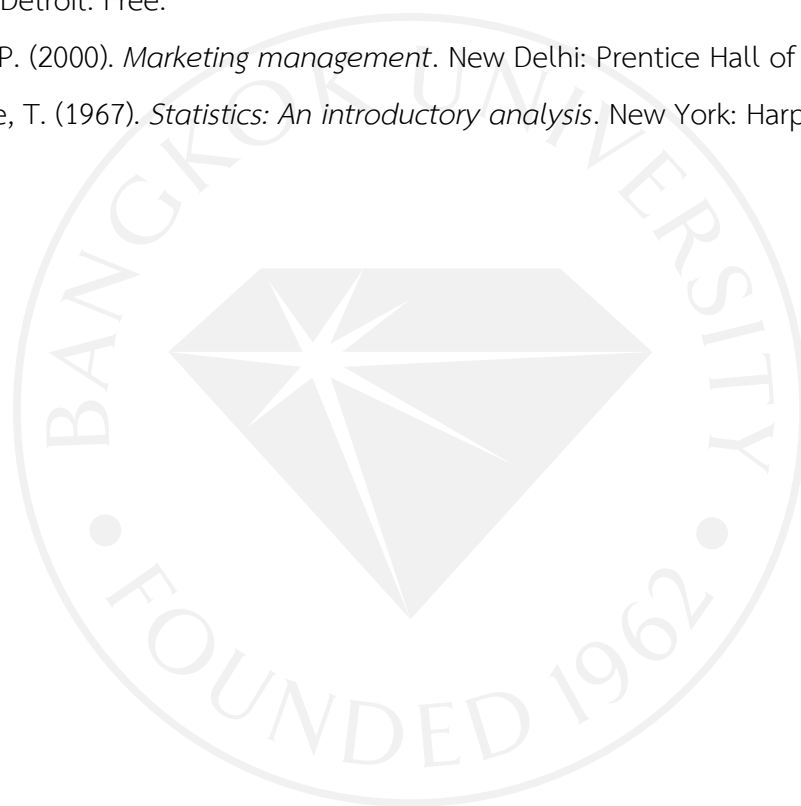 Detroit: Free.
P. (2000). Marketing management. New Delhi: Prentice Hall of
e, T. (1967). Statistics: An introductory analysis. New York: Harp
BANGKOK UNIVERSITY
FOUNDED 1962